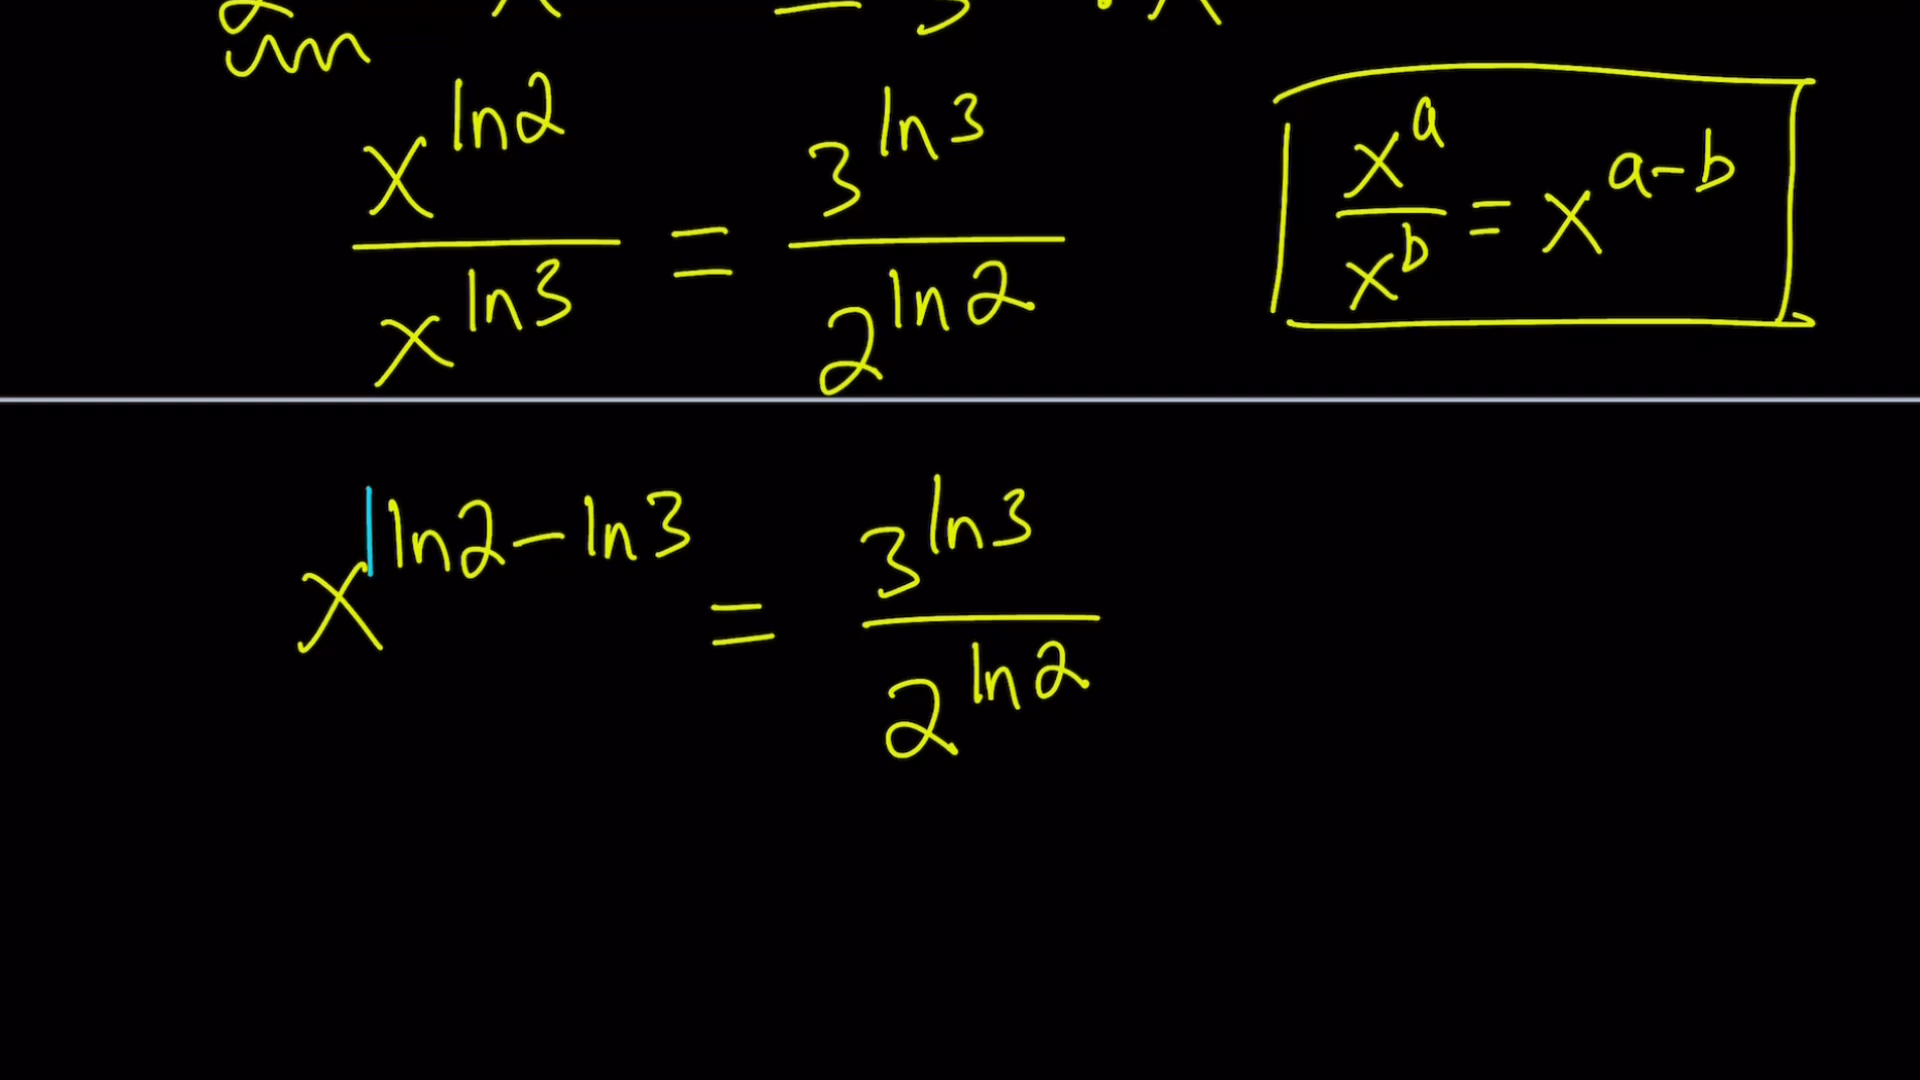 x^ln2 / x^ln3 = 3^ln3 / 2^ln2
x^a / x^b = x^a-b
x^ln2-ln3 = 3^ln3 / 2^ln2